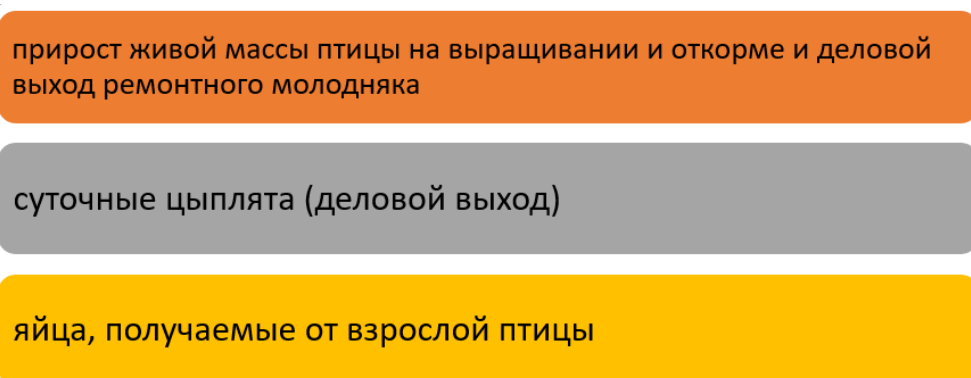 прирост живой массы птицы на выращивании и откорме и деловой
выход ремонтного молодняка
суточные цыплята (деловой выход)
яйца, получаемые от взрослой птицы